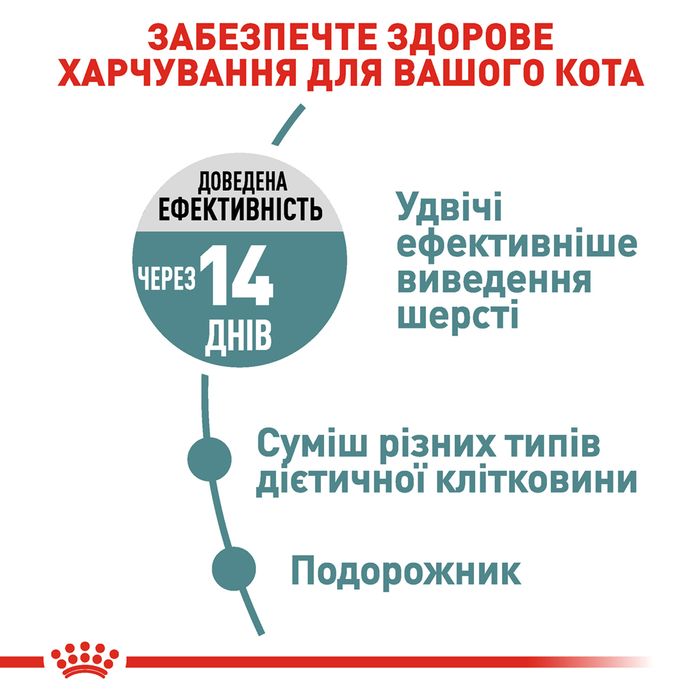 ЗАБЕЗПЕЧТЕ ЗДОРОВЕ
ХАРЧУВАННЯ ДЛЯ ВАШОГО КОТА
ДОВЕДЕНА
ЕФЕКТИВНІСТЬ
ЧЕРЕЗ 14
ДНІВ
Удвічі
ефективніше
виведення
шерсті
Суміш різних типів
дієтичної клітковини
Подорожник